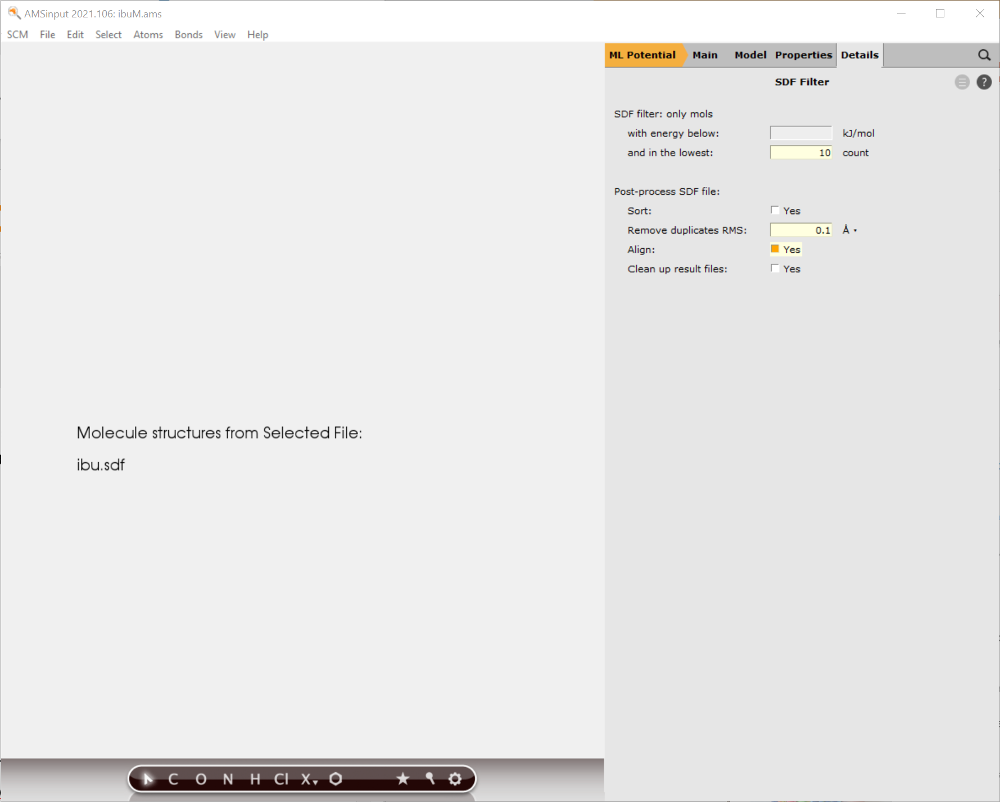 AMSinput 2021.106: ibuM.ams
SCM File Edit Select Atoms Bonds View Help
ML Potential Main Model Properties Details
SDF Filter
?
SDF filter: only mols
with energy below: kJ/mol
and in the lowest: 10 count
Post-process SDF file:
Sort: Yes
Remove duplicates RMS: 0.1 Å
Align: Yes
Clean up result files: Yes
Molecule structures from Selected File:
ibu.sdf
C O N H Cl X